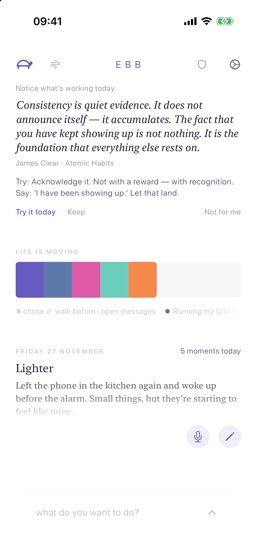 09:41
EBB
Notice what's working today.
Consistency is quiet evidence. It does not
announce itself — it accumulates. The fact that
you have kept showing up is not nothing. It is the
foundation that everything else rests on.
James Clear · Atomic Habits
Try: Acknowledge it. Not with a reward — with recognition.
Say: 'I have been showing up.' Let that land.
Try it today Keep Not for me
LIFE IS MOVING
chose it: walk before i open messages Running my first
FRIDAY 27 NOVEMBER 5 moments today
Lighter
Left the phone in the kitchen again and woke up
before the alarm. Small things, but they're starting to
feel like mine.
what do you want to do?